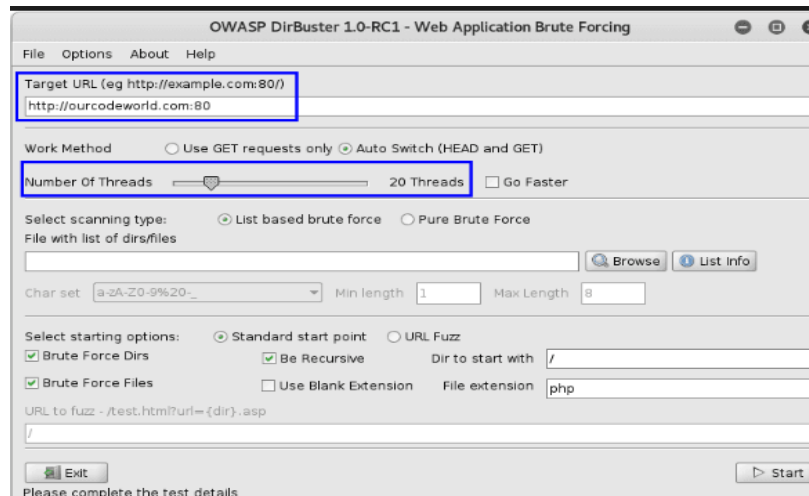 OWASP DirBuster 1.0-RC1 - Web Application Brute Forcing
File Options About Help
Target URL (eg http://example.com:80/)
http://ourcodeworld.com:80
Work Method Use GET requests only Auto Switch (HEAD and GET)
Number Of Threads 20 Threads Go Faster
Select scanning type: List based brute force Pure Brute Force
File with list of dirs/files
Browse List Info
Char set a-zA-Z0-9%20-_ Min length 1 Max Length 8
Select starting options: Standard start point URL Fuzz
Brute Force Dirs Be Recursive Dir to start with /
Brute Force Files Use Blank Extension File extension php
URL to fuzz - /test.html?url={dir}.asp
/
Exit Start
Please complete the test details